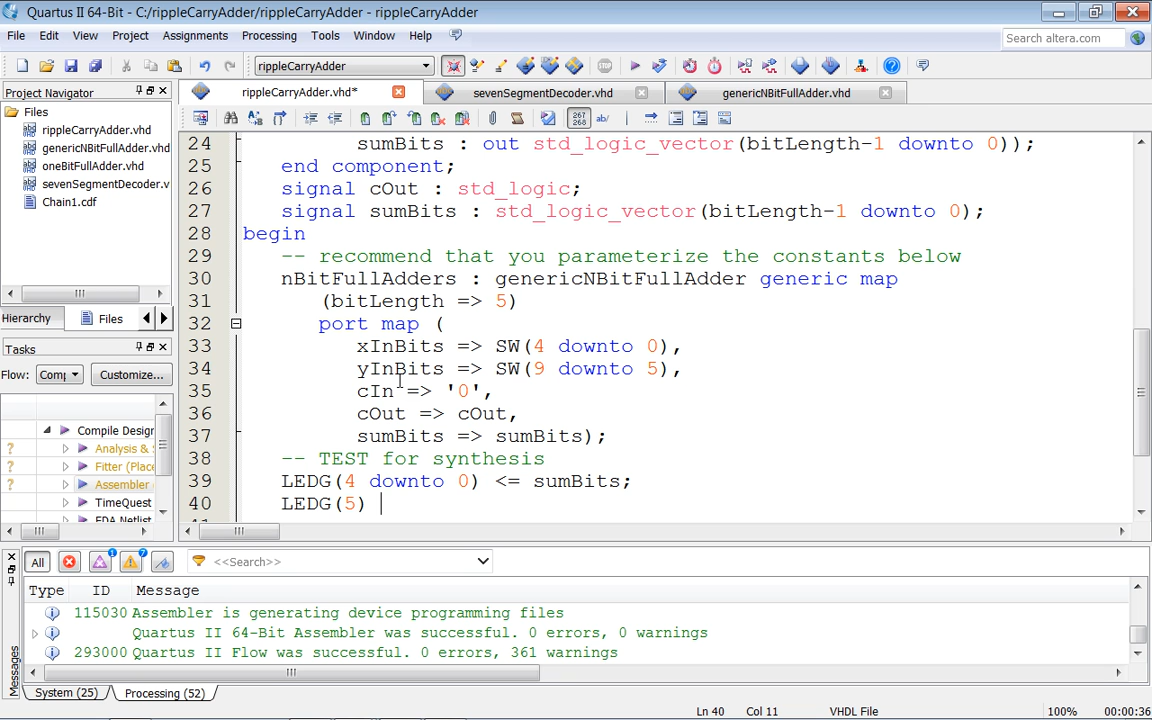 Quartus II 64-Bit - C:/rippleCarryAdder/rippleCarryAdder - rippleCarryAdder
File Edit View Project Assignments Processing Tools Window Help
Search altera.com
rippleCarryAdder
Project Navigator
rippleCarryAdder.vhd*
sevenSegmentDecoder.vhd
genericNBitFullAdder.vhd
Files
rippleCarryAdder.vhd
genericNBitFullAdder.vhd
oneBitFullAdder.vhd
sevenSegmentDecoder.v
Chain1.cdf
Hierarchy Files
Tasks
Flow: Comp Customize...
Compile Design
Analysis & S
Fitter (Place
Assembler
TimeQuest
EDA Netlist
267
268
ab/
24 sumBits : out std_logic_vector(bitLength-1 downto 0));
25 end component;
26 signal cOut : std_logic;
27 signal sumBits : std_logic_vector(bitLength-1 downto 0);
28 begin
29 -- recommend that you parameterize the constants below
30 nBitFullAdders : genericNBitFullAdder generic map
31 (bitLength => 5)
32 port map (
33 xInBits => SW(4 downto 0),
34 yInBits => SW(9 downto 5),
35 cIn => '0',
36 cOut => cOut,
37 sumBits => sumBits);
38 -- TEST for synthesis
39 LEDG(4 downto 0) <= sumBits;
40 LEDG(5)
All
<<Search>>
Type ID Message
115030 Assembler is generating device programming files
Quartus II 64-Bit Assembler was successful. 0 errors, 0 warnings
293000 Quartus II Flow was successful. 0 errors, 361 warnings
System (25) Processing (52)
Messages
Ln 40 Col 11 VHDL File 100% 00:00:36